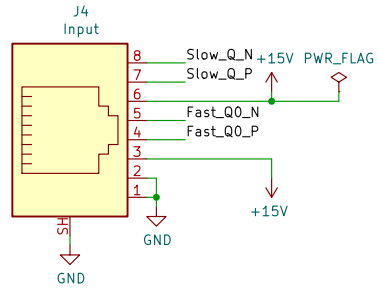 J4
Input
8
Slow_Q_N
+15V
PWR_FLAG
7
Slow_Q_P
6
5
Fast_Q0_N
4
Fast_Q0_P
3
2
1
SH
+15V
GND
GND